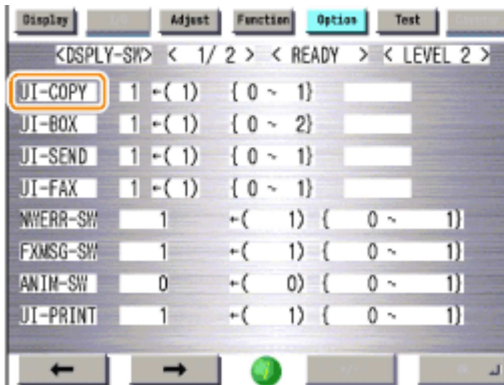 Display Adjust Function Option Test
<DSPLY-SW> < 1/ 2 > < READY > < LEVEL 2 >
UI-COPY 1 ←( 1) { 0 ~ 1}
UI-BOX 1 ←( 1) { 0 ~ 2}
UI-SEND 1 ←( 1) { 0 ~ 1}
UI-FAX 1 ←( 1) { 0 ~ 1}
NWERR-SW 1 ←( 1) { 0 ~ 1}
FXMSG-SW 1 ←( 1) { 0 ~ 1}
ANIM-SW 0 ←( 0) { 0 ~ 1}
UI-PRINT 1 ←( 1) { 0 ~ 1}
← →